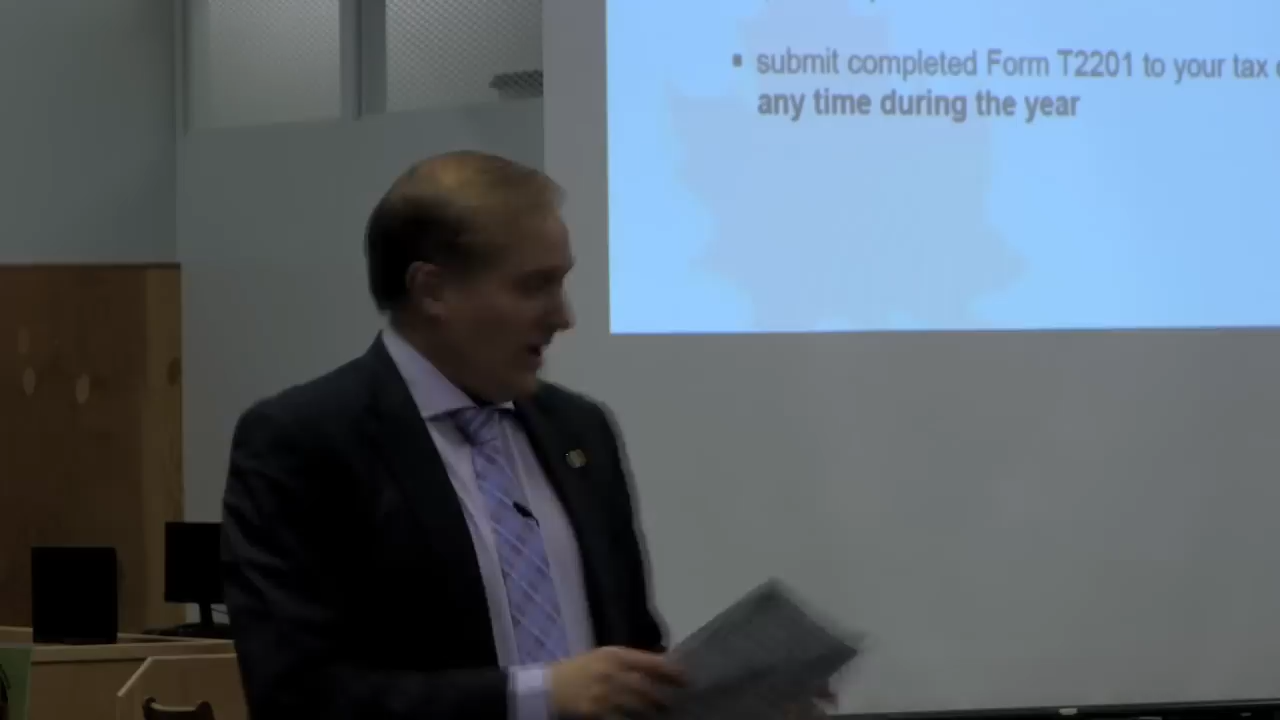 ▪ submit completed Form T2201 to your tax
any time during the year